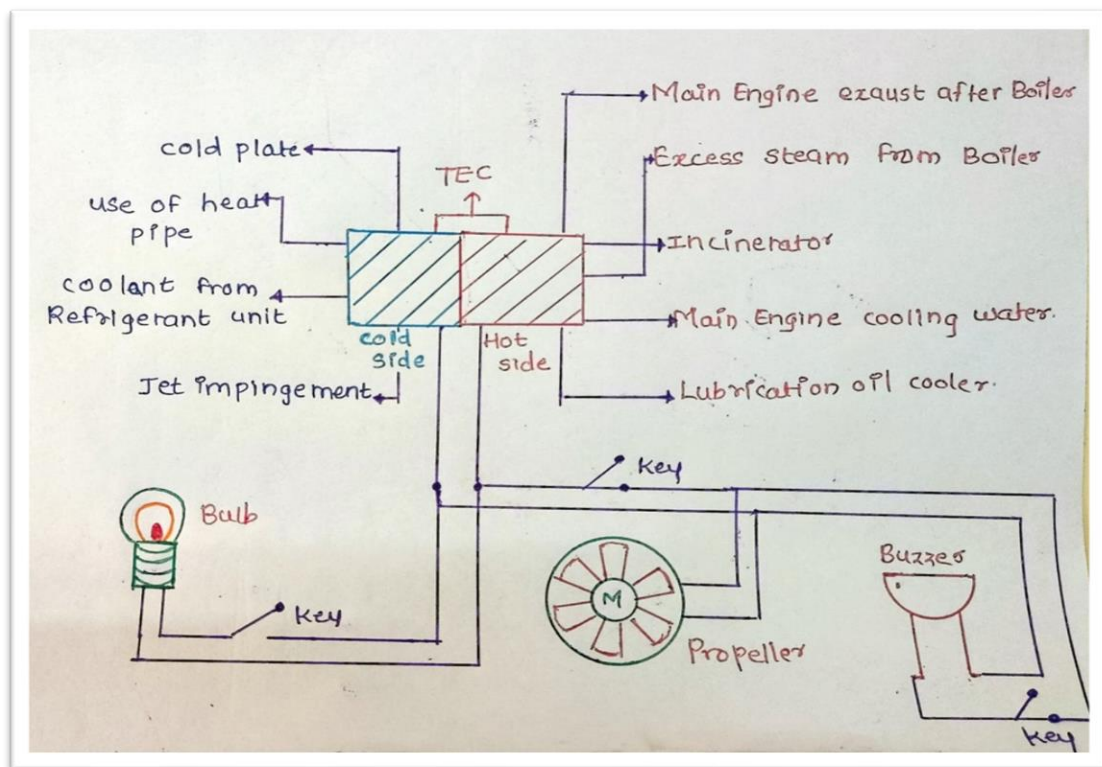 Main Engine exaust after Boiler
cold plate
TEC
Excess steam from Boiler
use of heat
pipe
Incinerator
coolant from
Refrigerant unit
Main Engine cooling water.
cold
side
Hot
side
Jet impingement
Lubrication oil cooler.
Key
Bulb
Buzzer
M
Key
Propeller
Key